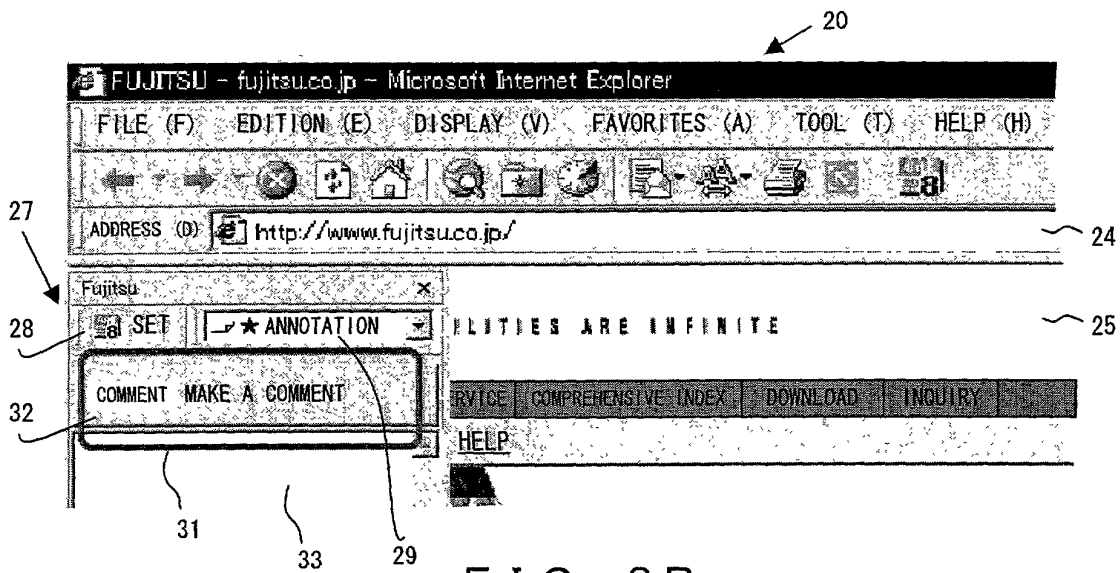 20
FUJITSU - fujitsu.co.jp - Microsoft Internet Explorer
FILE (F) EDITION (E) DISPLAY (V) FAVORITES (A) TOOL (T) HELP (H)
27
ADDRESS (D) http://www.fujitsu.co.jp/ 24
Fujitsu ×
28 SET ★ ANNOTATION ILITIES ARE INFINITE 25
32 COMMENT MAKE A COMMENT RVICE COMPREHENSIVE INDEX DOWNLOAD INQUIRY
HELP
31 33 29